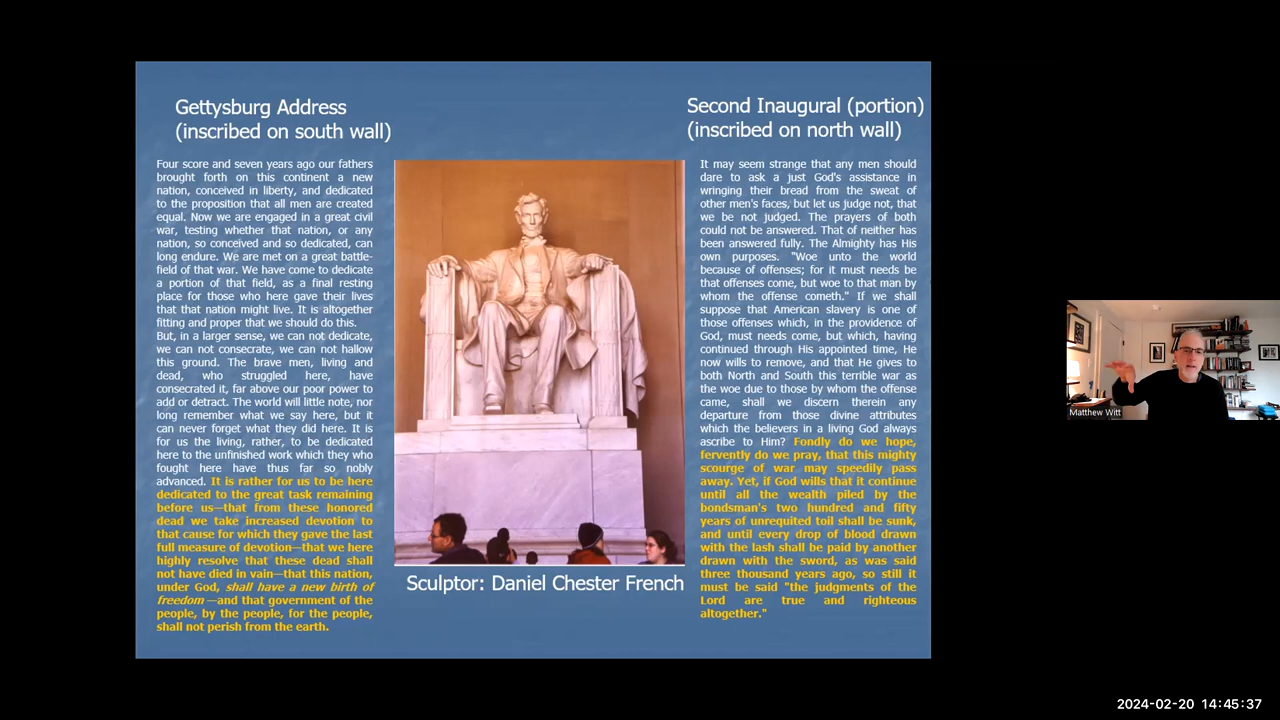 Gettysburg Address
(inscribed on south wall)
Four score and seven years ago our fathers
brought forth on this continent a new
nation, conceived in liberty, and dedicated
to the proposition that all men are created
equal. Now we are engaged in a great civil
war, testing whether that nation, or any
nation, so conceived and so dedicated, can
long endure. We are met on a great battle-
field of that war. We have come to dedicate
a portion of that field, as a final resting
place for those who here gave their lives
that that nation might live. It is altogether
fitting and proper that we should do this.
But, in a larger sense, we can not dedicate,
we can not consecrate, we can not hallow
this ground. The brave men, living and
dead, who struggled here, have
consecrated it, far above our poor power to
add or detract. The world will little note, nor
long remember what we say here, but it
can never forget what they did here. It is
for us the living, rather, to be dedicated
here to the unfinished work which they who
fought here have thus far so nobly
advanced. It is rather for us to be here
dedicated to the great task remaining
before us—that from these honored
dead we take increased devotion to
that cause for which they gave the last
full measure of devotion—that we here
highly resolve that these dead shall
not have died in vain—that this nation,
under God, shall have a new birth of
freedom —and that government of the
people, by the people, for the people,
shall not perish from the earth.
Sculptor: Daniel Chester French
Second Inaugural (portion)
(inscribed on north wall)
It may seem strange that any men should
dare to ask a just God's assistance in
wringing their bread from the sweat of
other men's faces, but let us judge not, that
we be not judged. The prayers of both
could not be answered. That of neither has
been answered fully. The Almighty has His
own purposes. "Woe unto the world
because of offenses; for it must needs be
that offenses come, but woe to that man by
whom the offense cometh." If we shall
suppose that American slavery is one of
those offenses which, in the providence of
God, must needs come, but which, having
continued through His appointed time, He
now wills to remove, and that He gives to
both North and South this terrible war as
the woe due to those by whom the offense
came, shall we discern therein any
departure from those divine attributes
which the believers in a living God always
ascribe to Him? Fondly do we hope,
fervently do we pray, that this mighty
scourge of war may speedily pass
away. Yet, if God wills that it continue
until all the wealth piled by the
bondsman's two hundred and fifty
years of unrequited toil shall be sunk,
and until every drop of blood drawn
with the lash shall be paid by another
drawn with the sword, as was said
three thousand years ago, so still it
must be said "the judgments of the
Lord are true and righteous
altogether."
Matthew Witt
2024-02-20 14:45:37